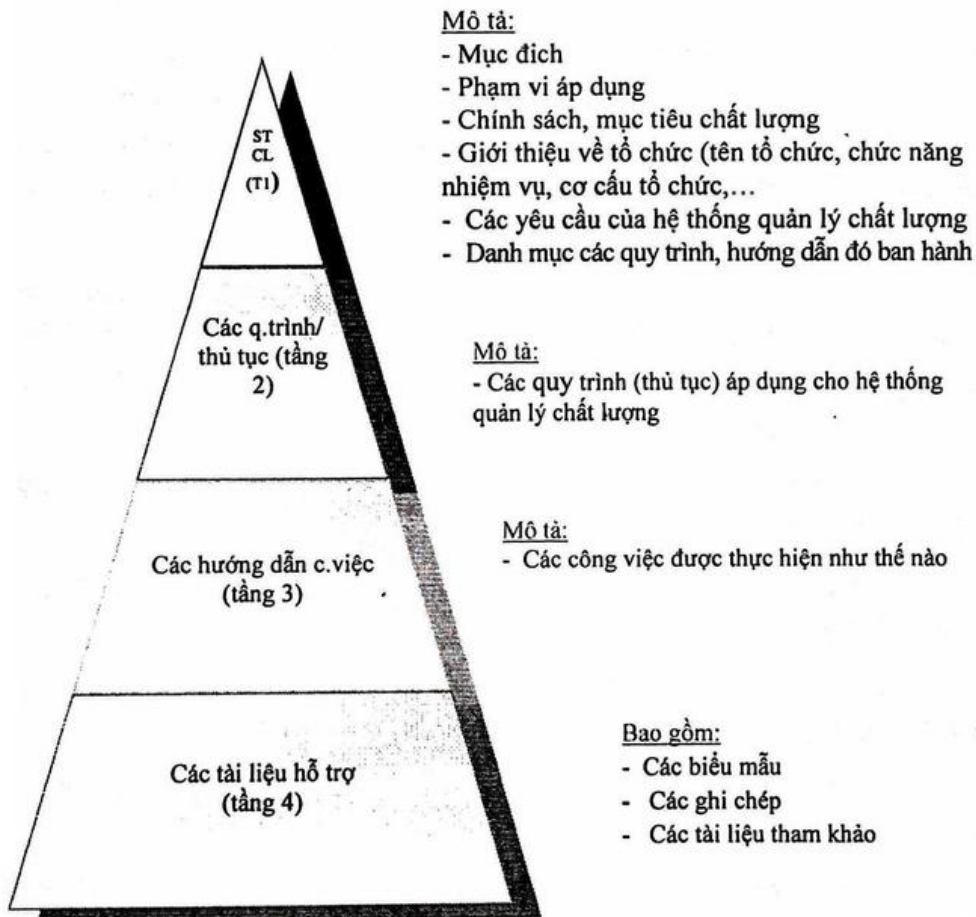 Mô tả:
- Mục đich
- Phạm vi áp dụng
- Chính sách, mục tiêu chất lượng
- Giới thiệu về tổ chức (tên tổ chức, chức năng
nhiệm vụ, cơ cấu tổ chức,...
- Các yêu cầu của hệ thống quản lý chất lượng
- Danh mục các quy trình, hướng dẫn đó ban hành
ST
CL
(T1)
Các q.trình/
thủ tục (tầng
2)
Mô tả:
- Các quy trình (thủ tục) áp dụng cho hệ thống
quản lý chất lượng
Các hướng dẫn c.việc
(tầng 3)
Mô tả:
- Các công việc được thực hiện như thế nào
Các tài liệu hỗ trợ
(tầng 4)
Bao gồm:
- Các biểu mẫu
- Các ghi chép
- Các tài liệu tham khảo